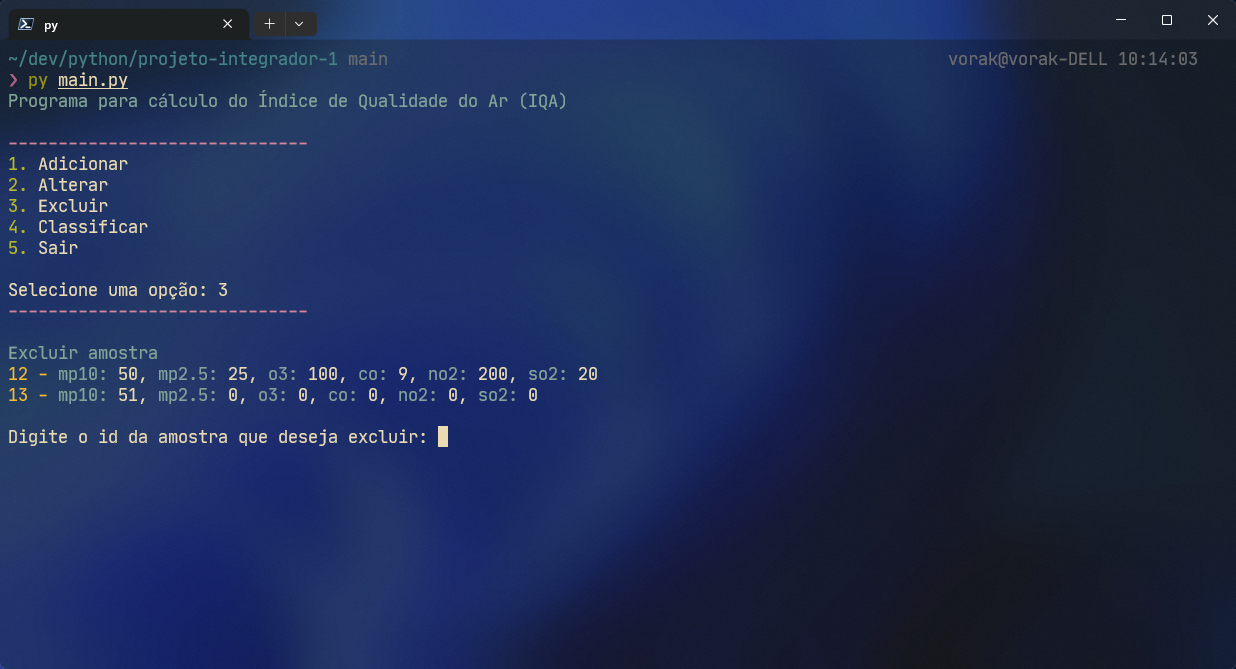 py
~/dev/python/projeto-integrador-1 main vorak@vorak-DELL 10:14:03
❯ py main.py
Programa para cálculo do Índice de Qualidade do Ar (IQA)
------------------------------
1. Adicionar
2. Alterar
3. Excluir
4. Classificar
5. Sair
Selecione uma opção: 3
------------------------------
Excluir amostra
12 - mp10: 50, mp2.5: 25, o3: 100, co: 9, no2: 200, so2: 20
13 - mp10: 51, mp2.5: 0, o3: 0, co: 0, no2: 0, so2: 0
Digite o id da amostra que deseja excluir: